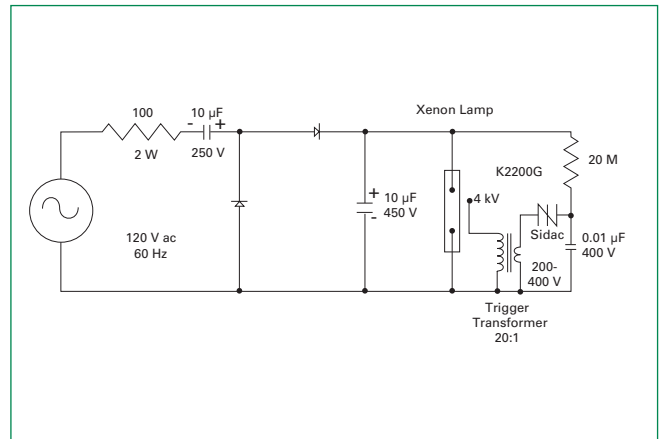 Xenon Lamp
100
10 µF
- +
2 W
250 V
120 V ac
60 Hz
+
-
10 µF
450 V
4 kV
K2200G
20 M
Sidac
0.01 µF
400 V
200-
400 V
Trigger
Transformer
20:1